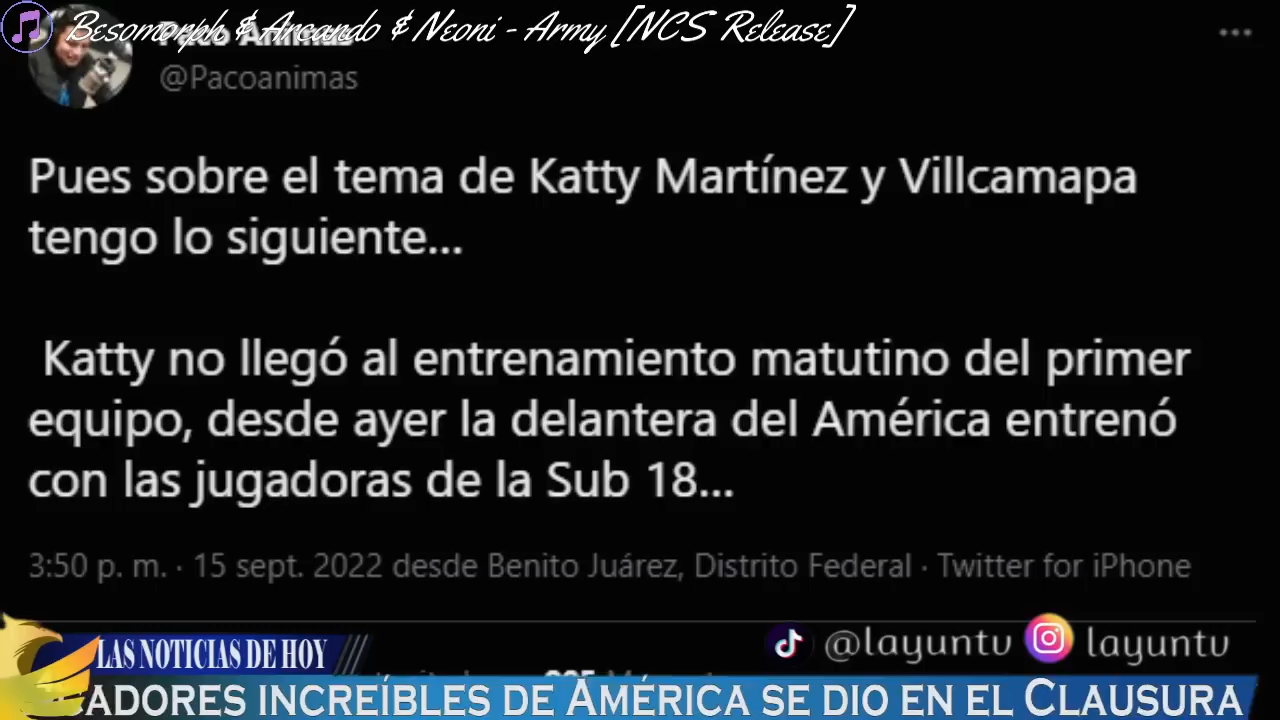 Besomorph & Arcando & Neoni - Army [NCS Release]
Paco Animas
@Pacoanimas
Pues sobre el tema de Katty Martínez y Villcamapa
tengo lo siguiente...
Katty no llegó al entrenamiento matutino del primer
equipo, desde ayer la delantera del América entrenó
con las jugadoras de la Sub 18...
3:50 p. m. · 15 sept. 2022 desde Benito Juárez, Distrito Federal · Twitter for iPhone
@layuntv layuntv
LAS NOTICIAS DE HOY
CADORES INCREÍBLES DE AMÉRICA SE DIO EN EL CLAUSURA